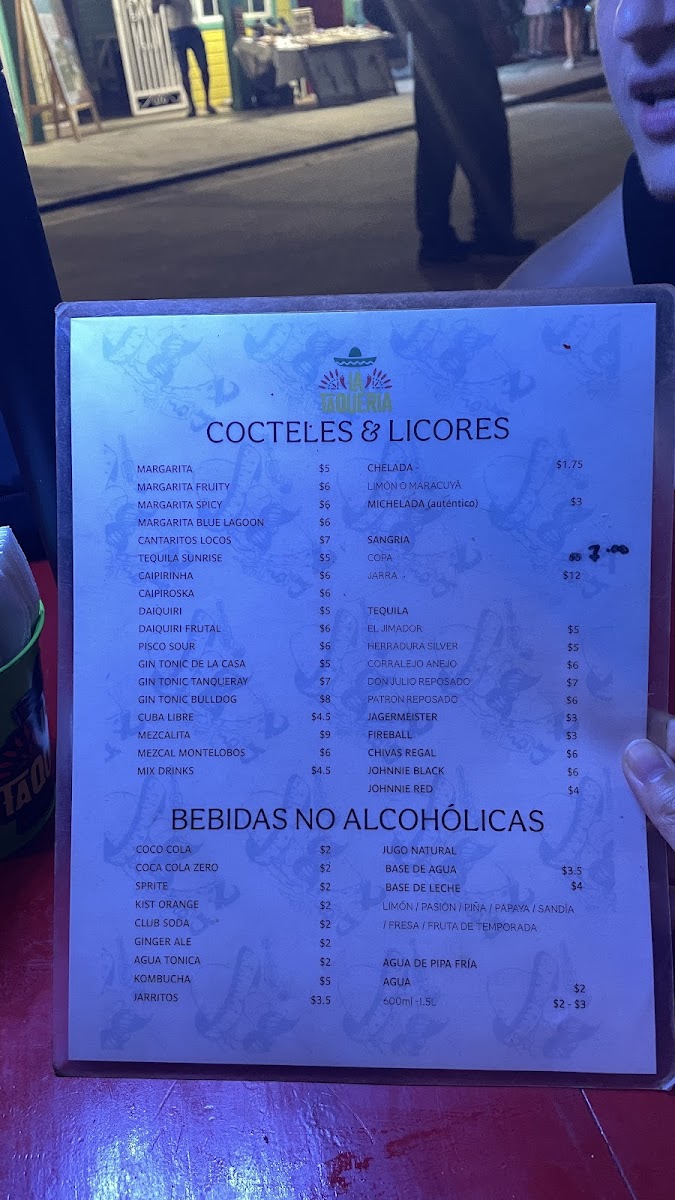 LA
TAQUERIA
COCTELES & LICORES
MARGARITA $5
MARGARITA FRUITY $6
MARGARITA SPICY $6
MARGARITA BLUE LAGOON $6
CANTARITOS LOCOS $7
TEQUILA SUNRISE $5
CAIPIRINHA $6
CAIPIROSKA $6
DAIQUIRI $5
DAIQUIRI FRUTAL $6
PISCO SOUR $6
GIN TONIC DE LA CASA $5
GIN TONIC TANQUERAY $7
GIN TONIC BULLDOG $8
CUBA LIBRE $4.5
MEZCALITA $9
MEZCAL MONTELOBOS $6
MIX DRINKS $4.5
CHELADA - $1.75
LIMÓN O MARACUYÁ
MICHELADA (auténtico) $3
SANGRIA
COPA 7.00
JARRA $12
TEQUILA
EL JIMADOR $5
HERRADURA SILVER $5
CORRALEJO ANEJO $6
DON JULIO REPOSADO $7
PATRON REPOSADO $6
JAGERMEISTER $3
FIREBALL $3
CHIVAS REGAL $6
JOHNNIE BLACK $6
JOHNNIE RED $4
BEBIDAS NO ALCOHÓLICAS
COCO COLA $2
COCA COLA ZERO $2
SPRITE $2
KIST ORANGE $2
CLUB SODA $2
GINGER ALE $2
AGUA TONICA $2
KOMBUCHA $5
JARRITOS $3.5
JUGO NATURAL
BASE DE AGUA $3.5
BASE DE LECHE $4
LIMÓN / PASIÓN / PIÑA / PAPAYA / SANDÍA
/ FRESA / FRUTA DE TEMPORADA
AGUA DE PIPA FRÍA
AGUA $2
600ml -1.5L $2 - $3